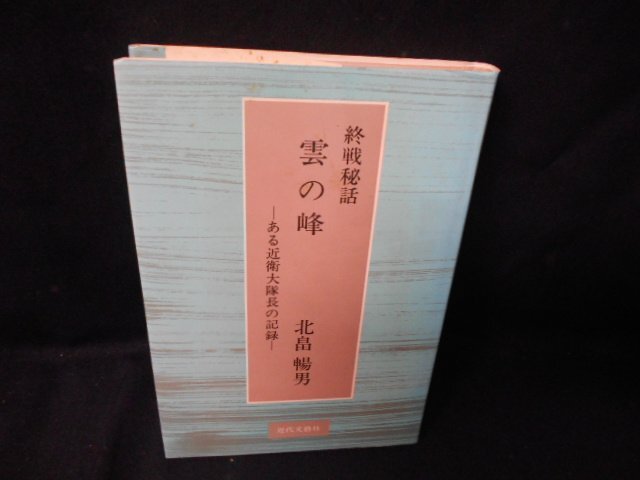 終戦秘話
雲の峰
―ある近衛大隊長の記録―
北畠暢男
近代文藝社